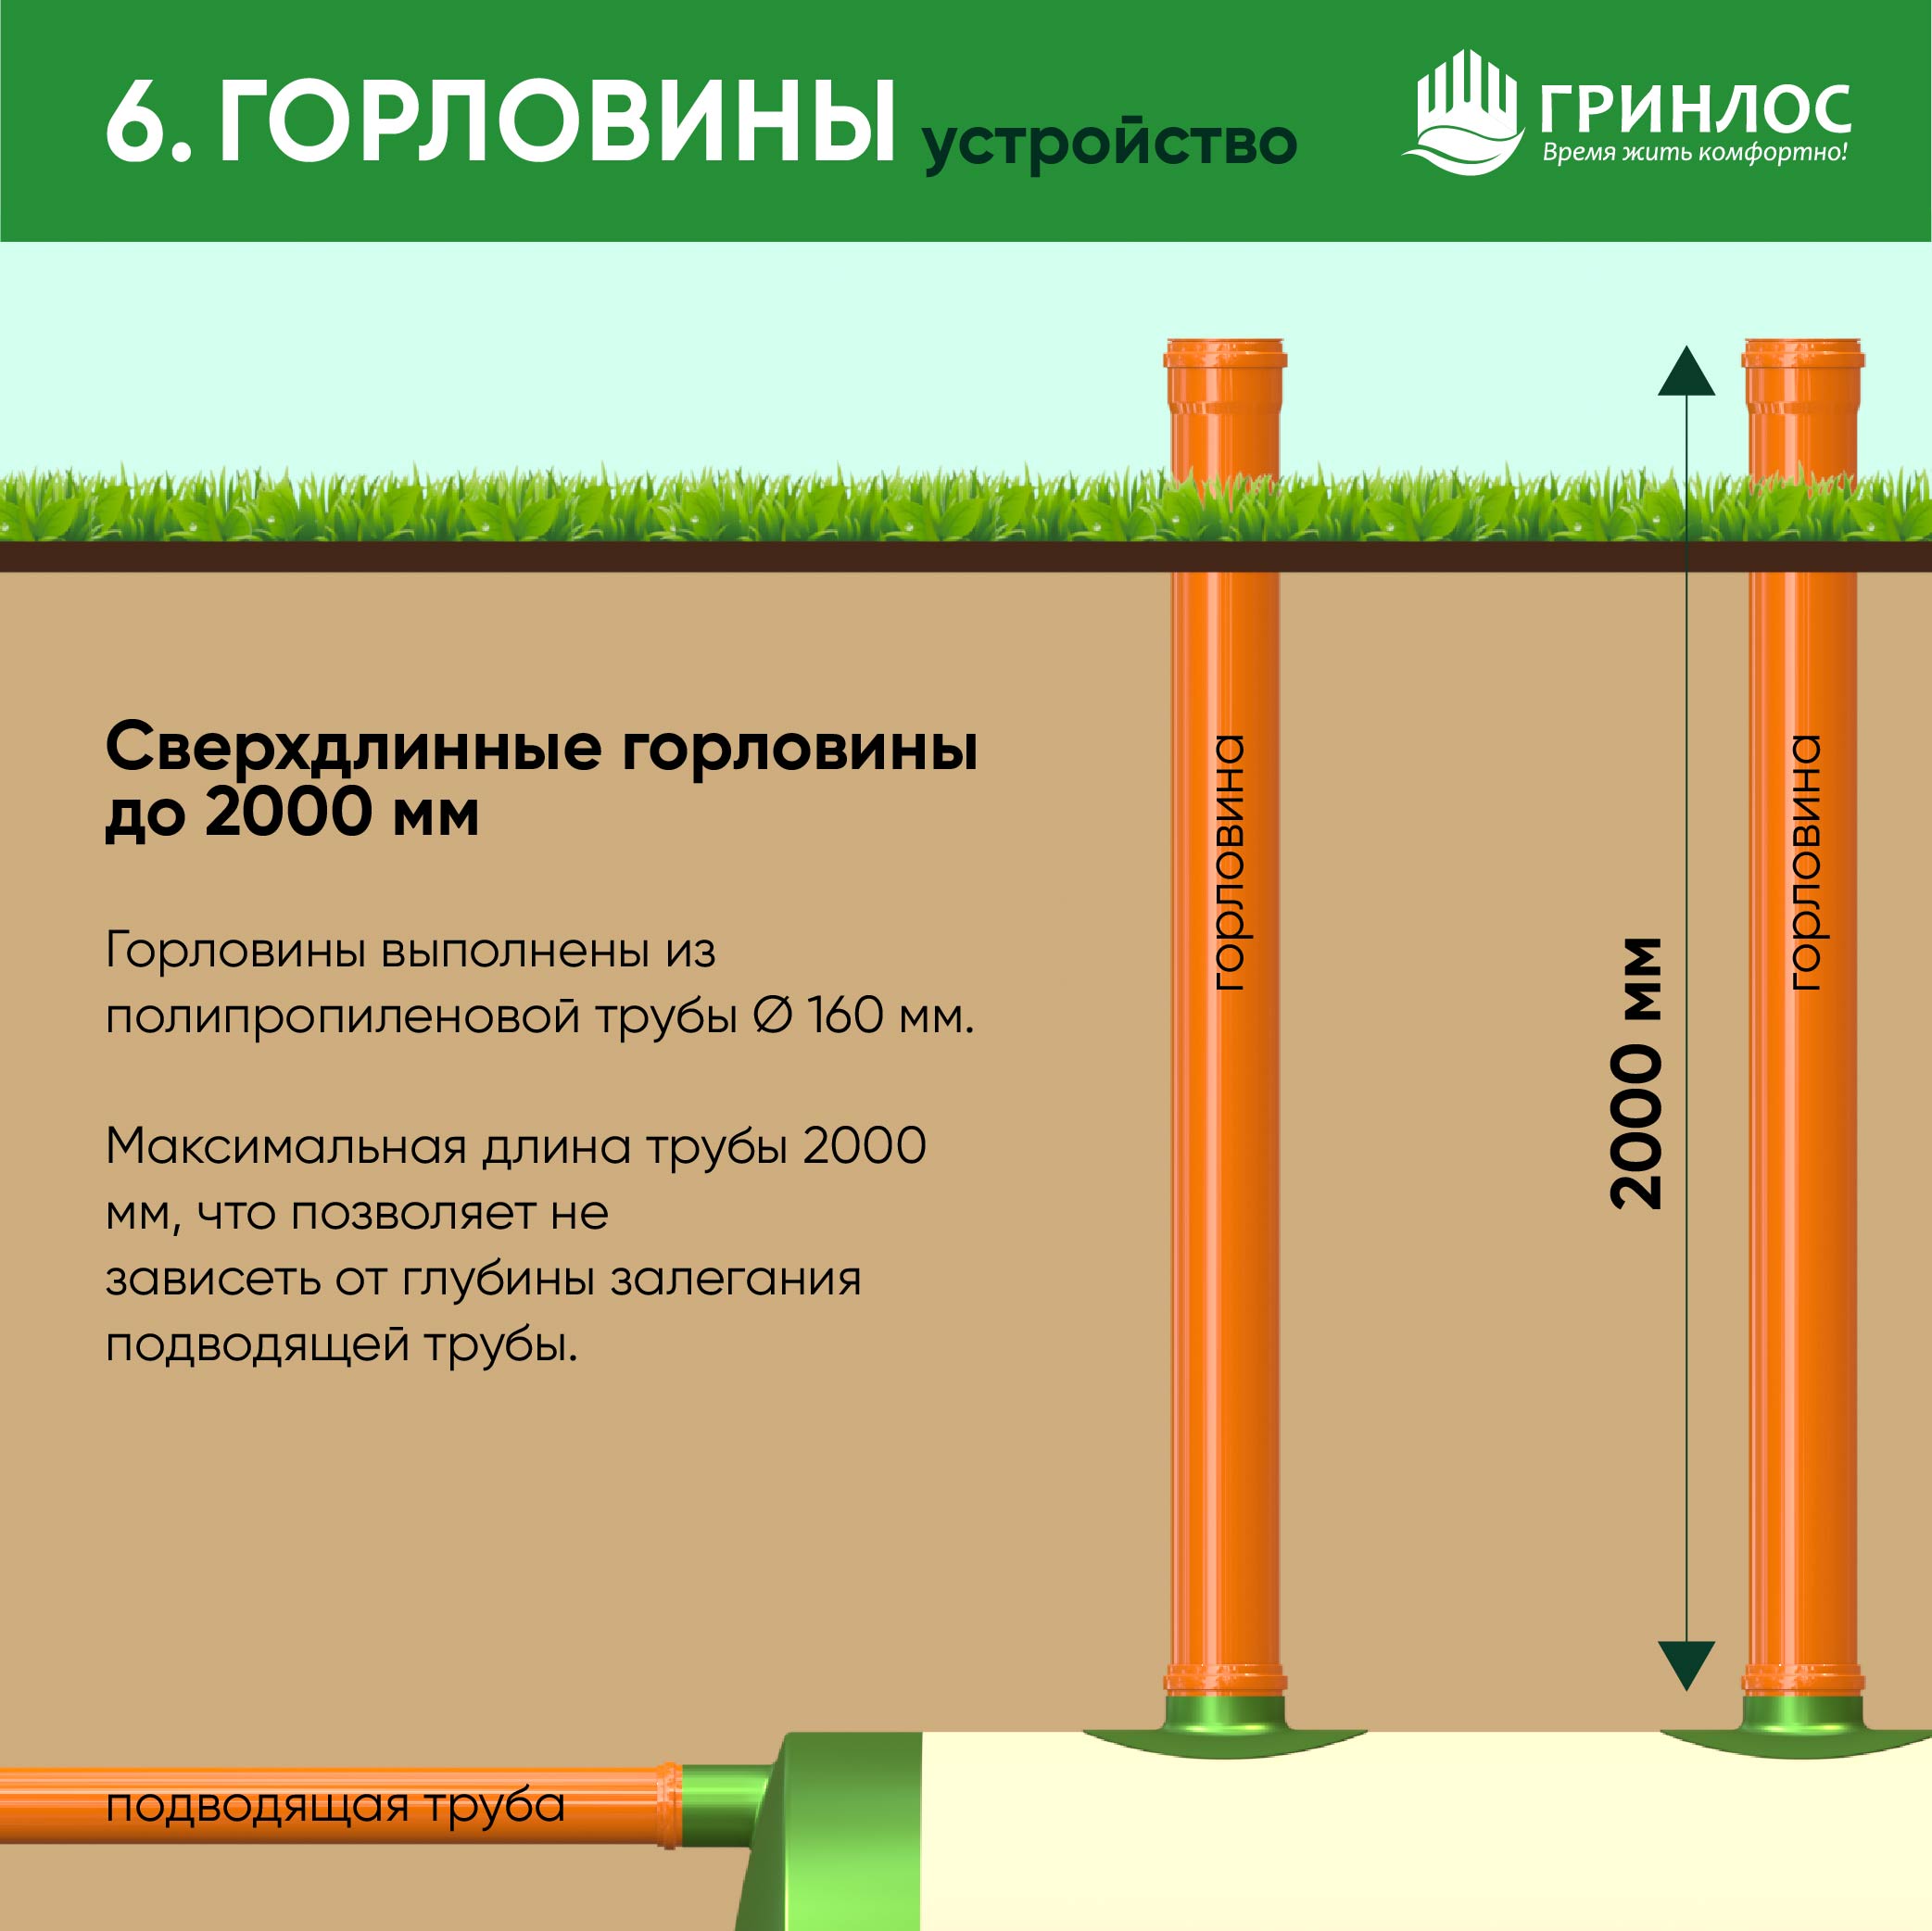 6. ГОРЛОВИНЫ устройство
ГРИНЛОС
Время жить комфортно!
Сверхдлинные горловины
до 2000 мм
Горловины выполнены из
полипропиленовой трубы Ø 160 мм.
Максимальная длина трубы 2000
мм, что позволяет не
зависеть от глубины залегания
подводящей трубы.
горловина
2000 мм
горловина
подводящая труба